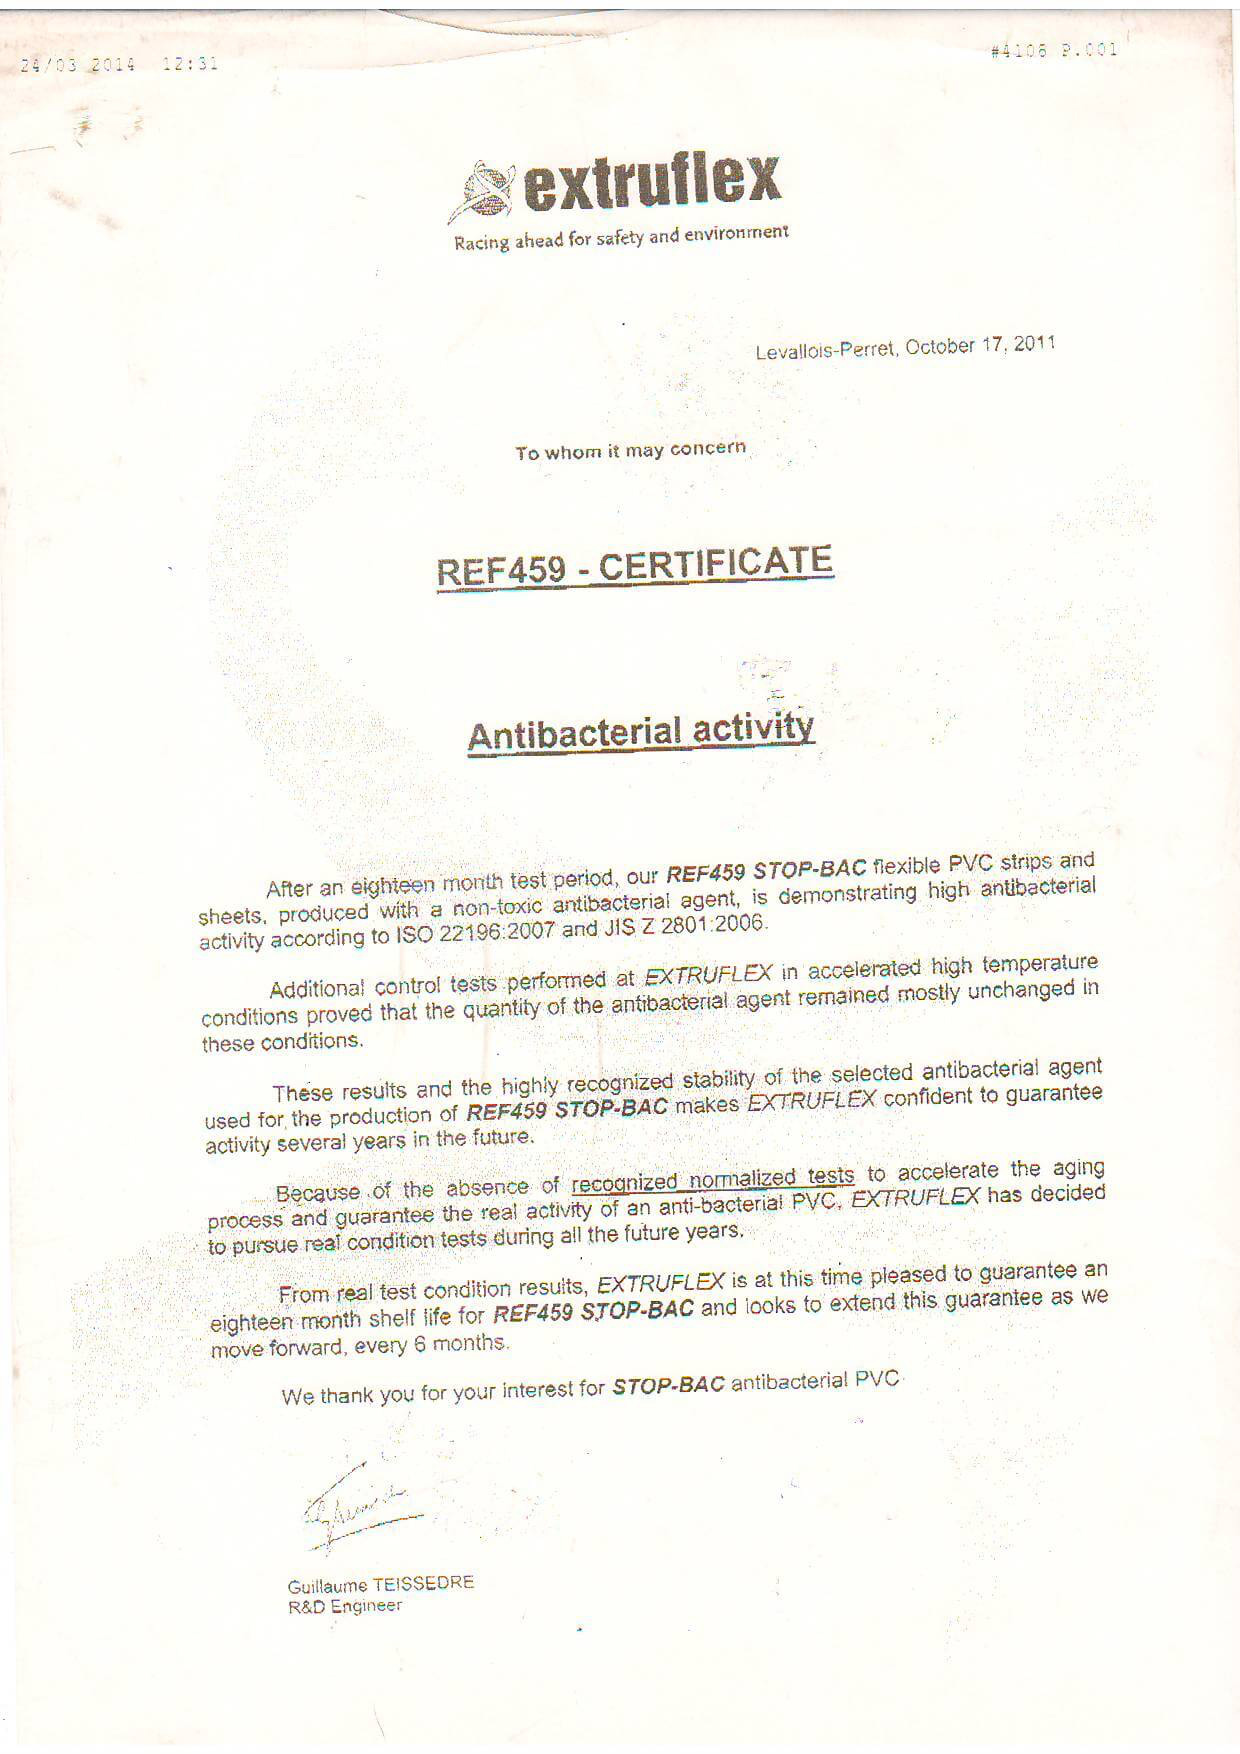 24/03 2014 12:31
#4106 P.001
extruflex
Racing ahead for safety and environment
Levallois-Perret, October 17, 2011
To whom it may concern
REF459 - CERTIFICATE
Antibacterial activity
After an eighteen month test period, our REF459 STOP-BAC flexible PVC strips and
sheets, produced with a non-toxic antibacterial agent, is demonstrating high antibacterial
activity according to ISO 22196:2007 and JIS Z 2801:2006.
Additional control tests performed at EXTRUFLEX in accelerated high temperature
conditions proved that the quantity of the antibacterial agent remained mostly unchanged in
these conditions.
These results and the highly recognized stability of the selected antibacterial agent
used for the production of REF459 STOP-BAC makes EXTRUFLEX confident to guarantee
activity several years in the future.
Because of the absence of recognized normalized tests to accelerate the aging
process and guarantee the real activity of an anti-bacterial PVC, EXTRUFLEX has decided
to pursue real condition tests during all the future years.
From real test condition results, EXTRUFLEX is at this time pleased to guarantee an
eighteen month shelf life for REF459 STOP-BAC and looks to extend this guarantee as we
move forward, every 6 months.
We thank you for your interest for STOP-BAC antibacterial PVC
Guillaume TEISSEDRE
R&D Engineer